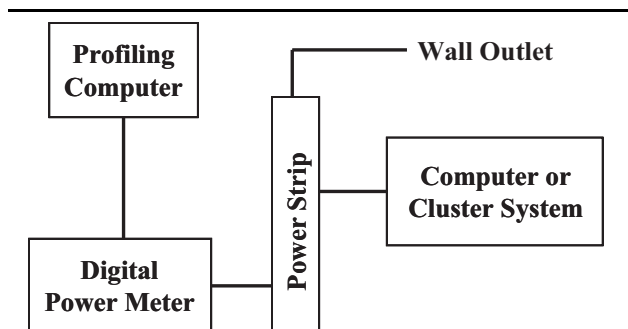 Profiling
Computer
Wall Outlet
Power Strip
Computer or
Cluster System
Digital
Power Meter